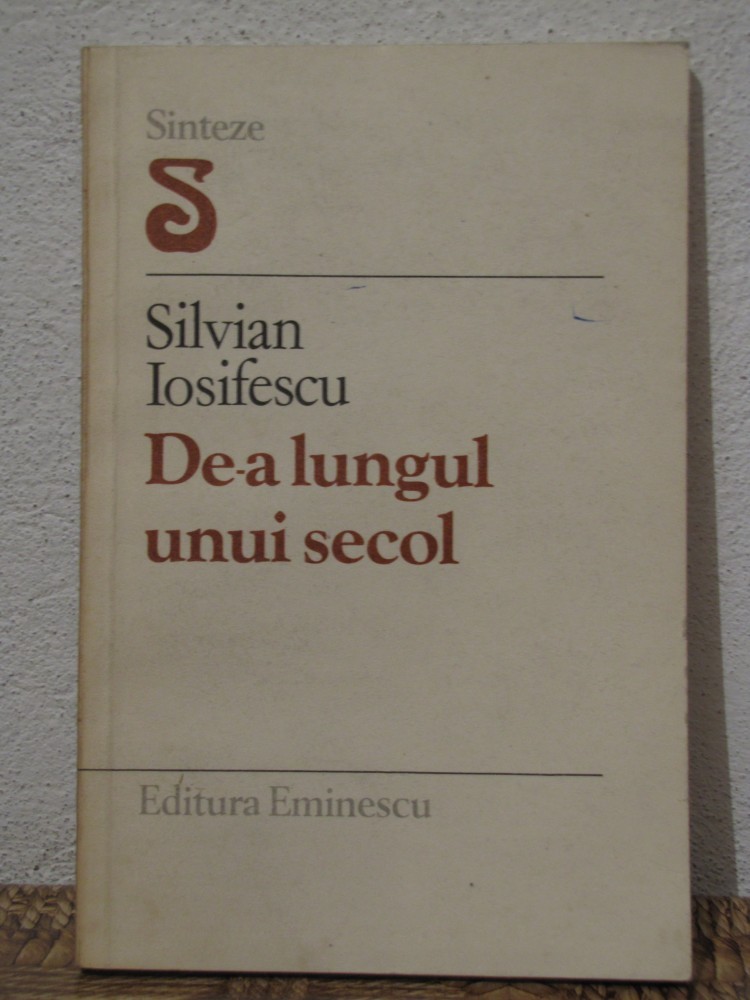 Sinteze
S
Silvian
Iosifescu
De-a lungul
unui secol
Editura Eminescu